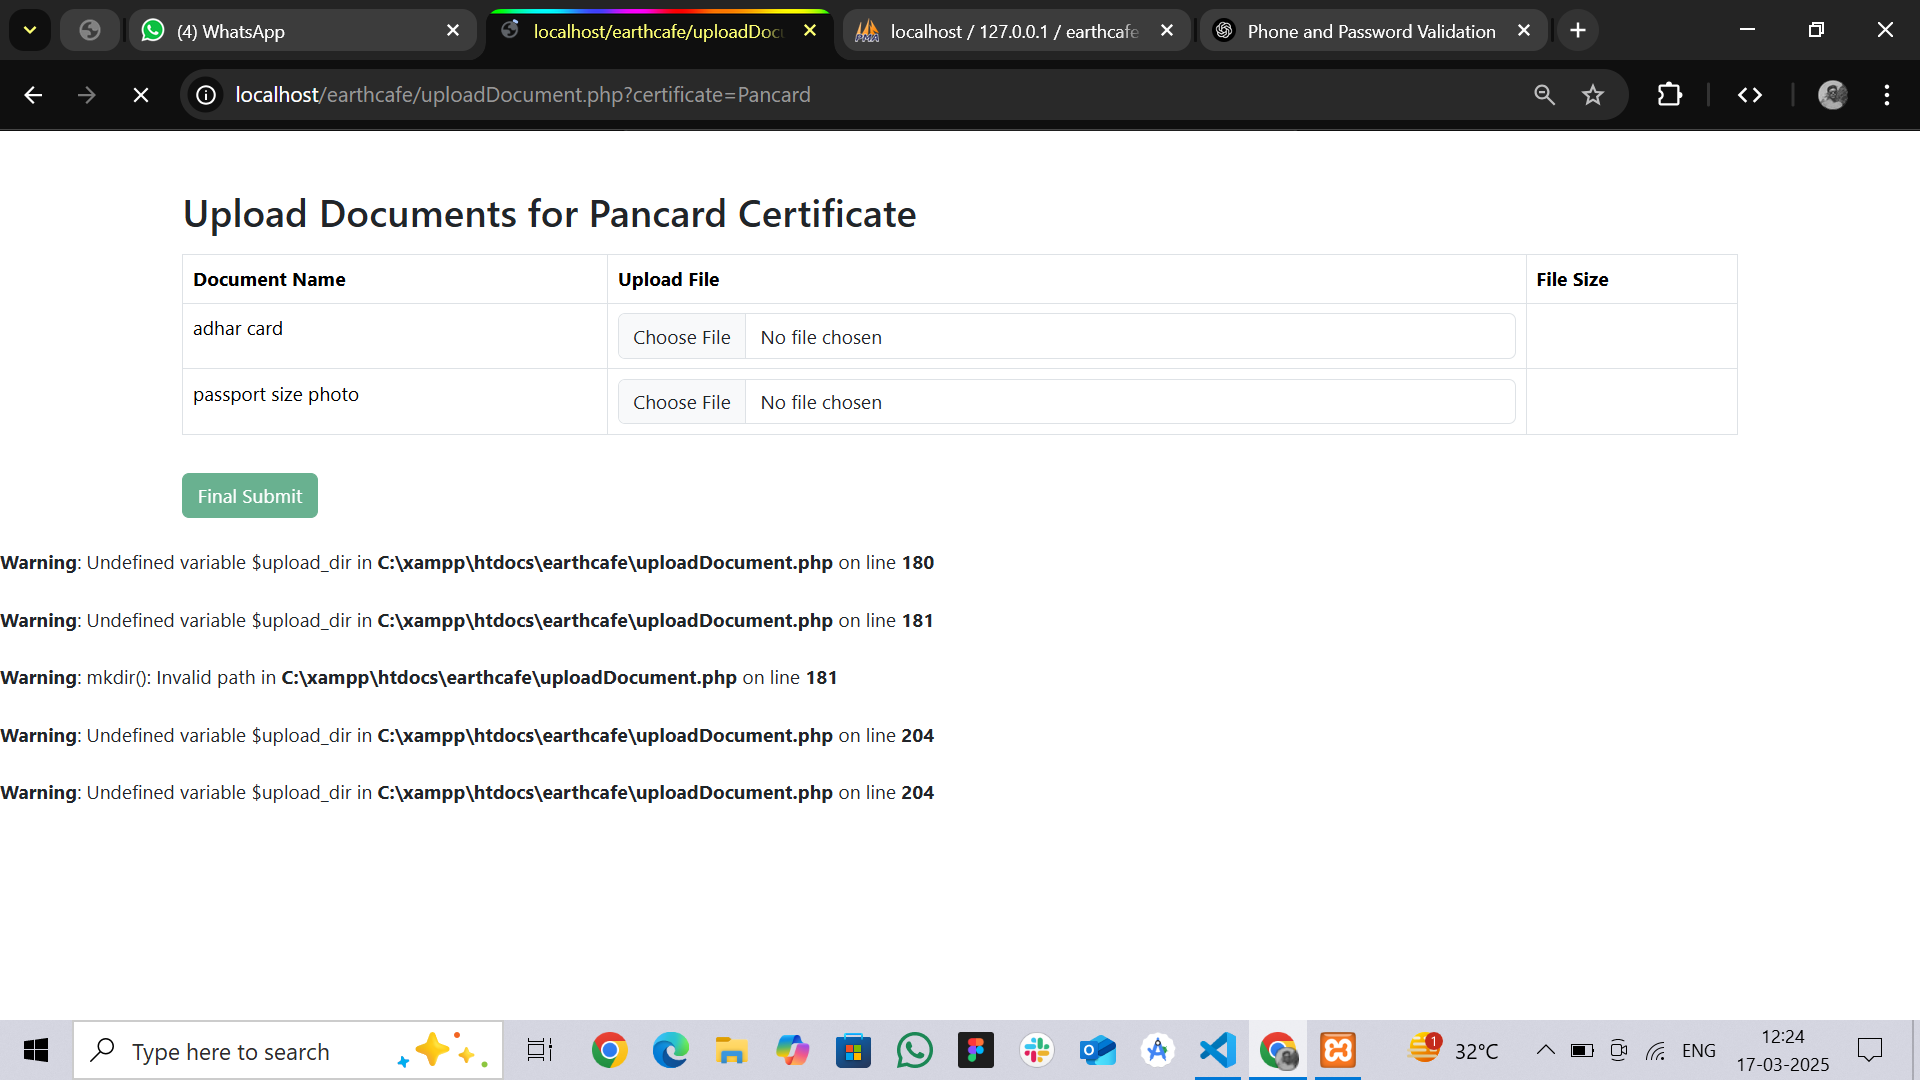 (4) WhatsApp
localhost/earthcafe/uploadDocu
localhost / 127.0.0.1 / earthcafe
Phone and Password Validation
localhost/earthcafe/uploadDocument.php?certificate=Pancard
Upload Documents for Pancard Certificate
Document Name Upload File File Size
adhar card Choose File No file chosen
passport size photo Choose File No file chosen
Final Submit
Warning: Undefined variable $upload_dir in C:\xampp\htdocs\earthcafe\uploadDocument.php on line 180
Warning: Undefined variable $upload_dir in C:\xampp\htdocs\earthcafe\uploadDocument.php on line 181
Warning: mkdir(): Invalid path in C:\xampp\htdocs\earthcafe\uploadDocument.php on line 181
Warning: Undefined variable $upload_dir in C:\xampp\htdocs\earthcafe\uploadDocument.php on line 204
Warning: Undefined variable $upload_dir in C:\xampp\htdocs\earthcafe\uploadDocument.php on line 204
Type here to search
1
32°C
ENG
12:24
17-03-2025